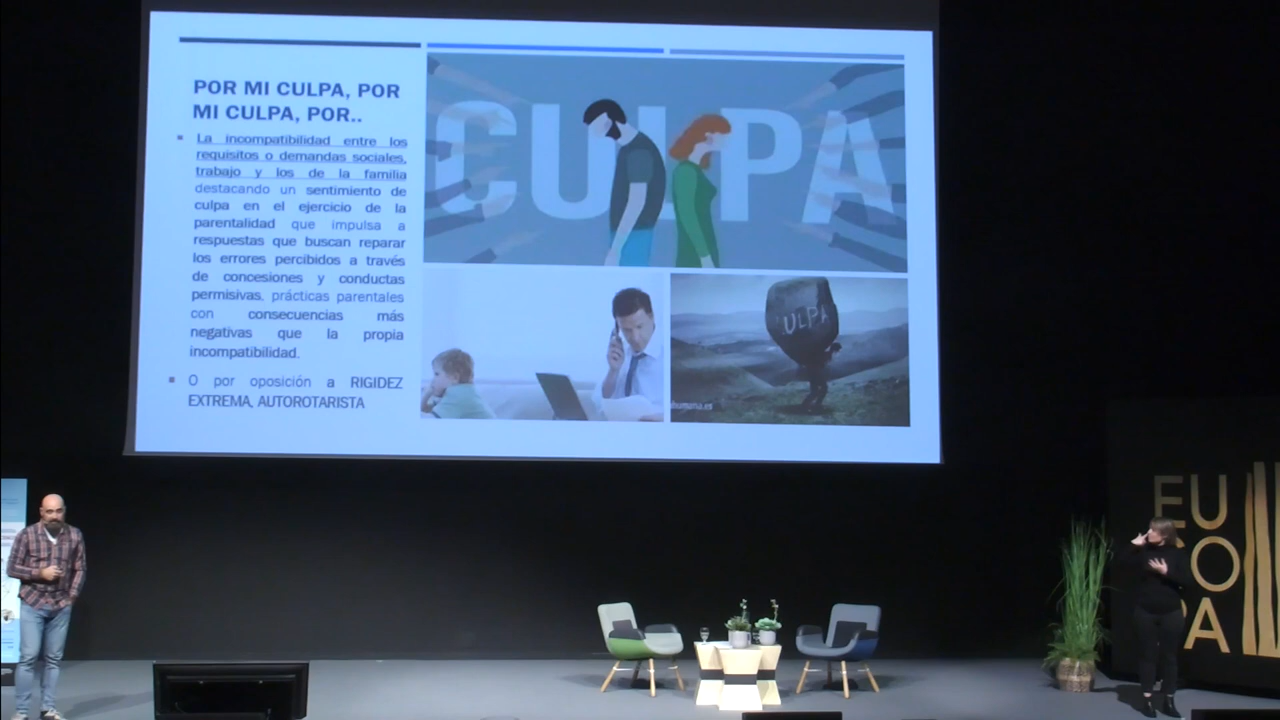 POR MI CULPA, POR
MI CULPA, POR..
La incompatibilidad entre los
requisitos o demandas sociales,
trabajo y los de la familia
destacando un sentimiento de
culpa en el ejercicio de la
parentalidad que impulsa a
respuestas que buscan reparar
los errores percibidos a través
de concesiones y conductas
permisivas, prácticas parentales
con consecuencias más
negativas que la propia
incompatibilidad.
O por oposición a RIGIDEZ
EXTREMA, AUTOROTARISTA
CULPA
CULPA
humania.es
EU
RO
PA